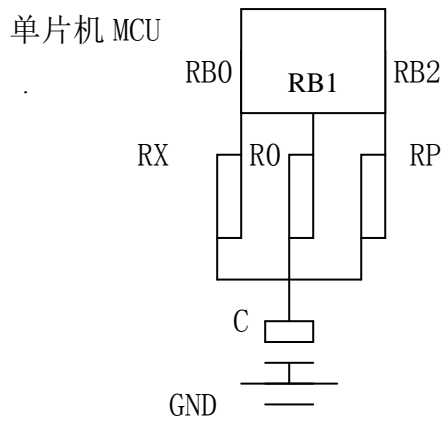 单片机 MCU
RB0 RB1 RB2
.
RX R0 RP
C
GND